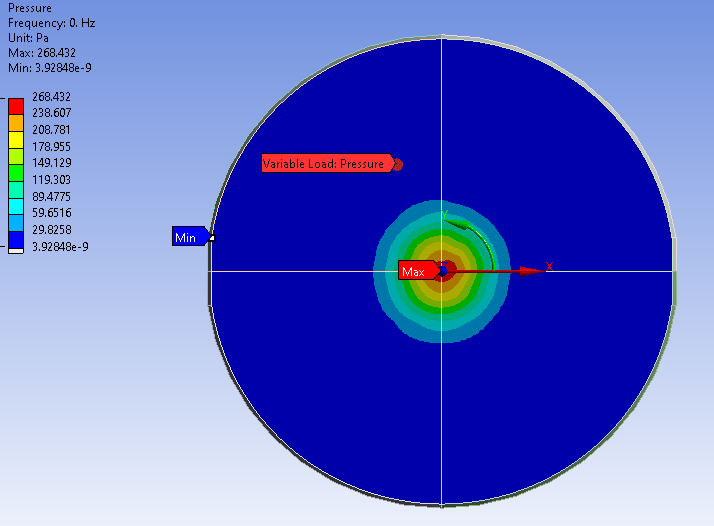 Pressure
Frequency: 0. Hz
Unit: Pa
Max: 268.432
Min: 3.92848e-9
268.432
238.607
208.781
178.955
149.129
119.303
89.4775
59.6516
29.8258
3.92848e-9
Variable Load: Pressure
Min
Max
X